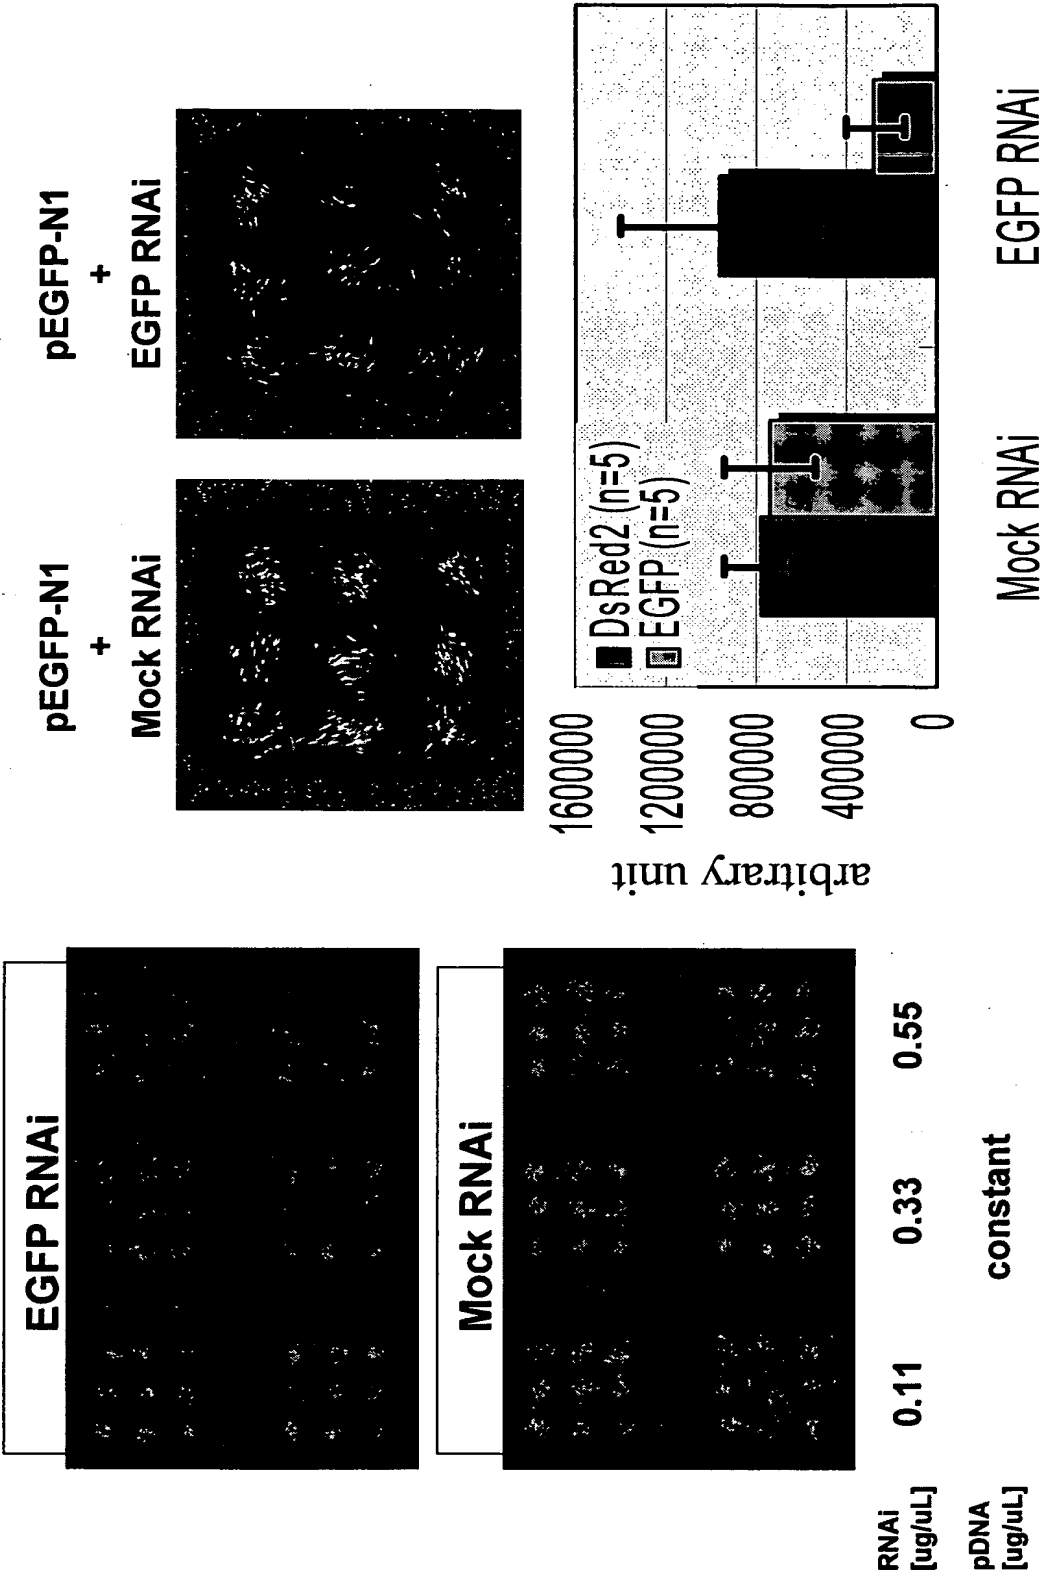 EGFP RNAi
Mock RNAi
RNAi
[ug/uL]
0.11
0.33
0.55
pDNA
[ug/uL]
constant
pEGFP-N1
+
Mock RNAi
pEGFP-N1
+
EGFP RNAi
arbitrary unit
1600000
1200000
800000
400000
0
DsRed2 (n=5)
EGFP (n=5)
Mock RNAi
EGFP RNAi